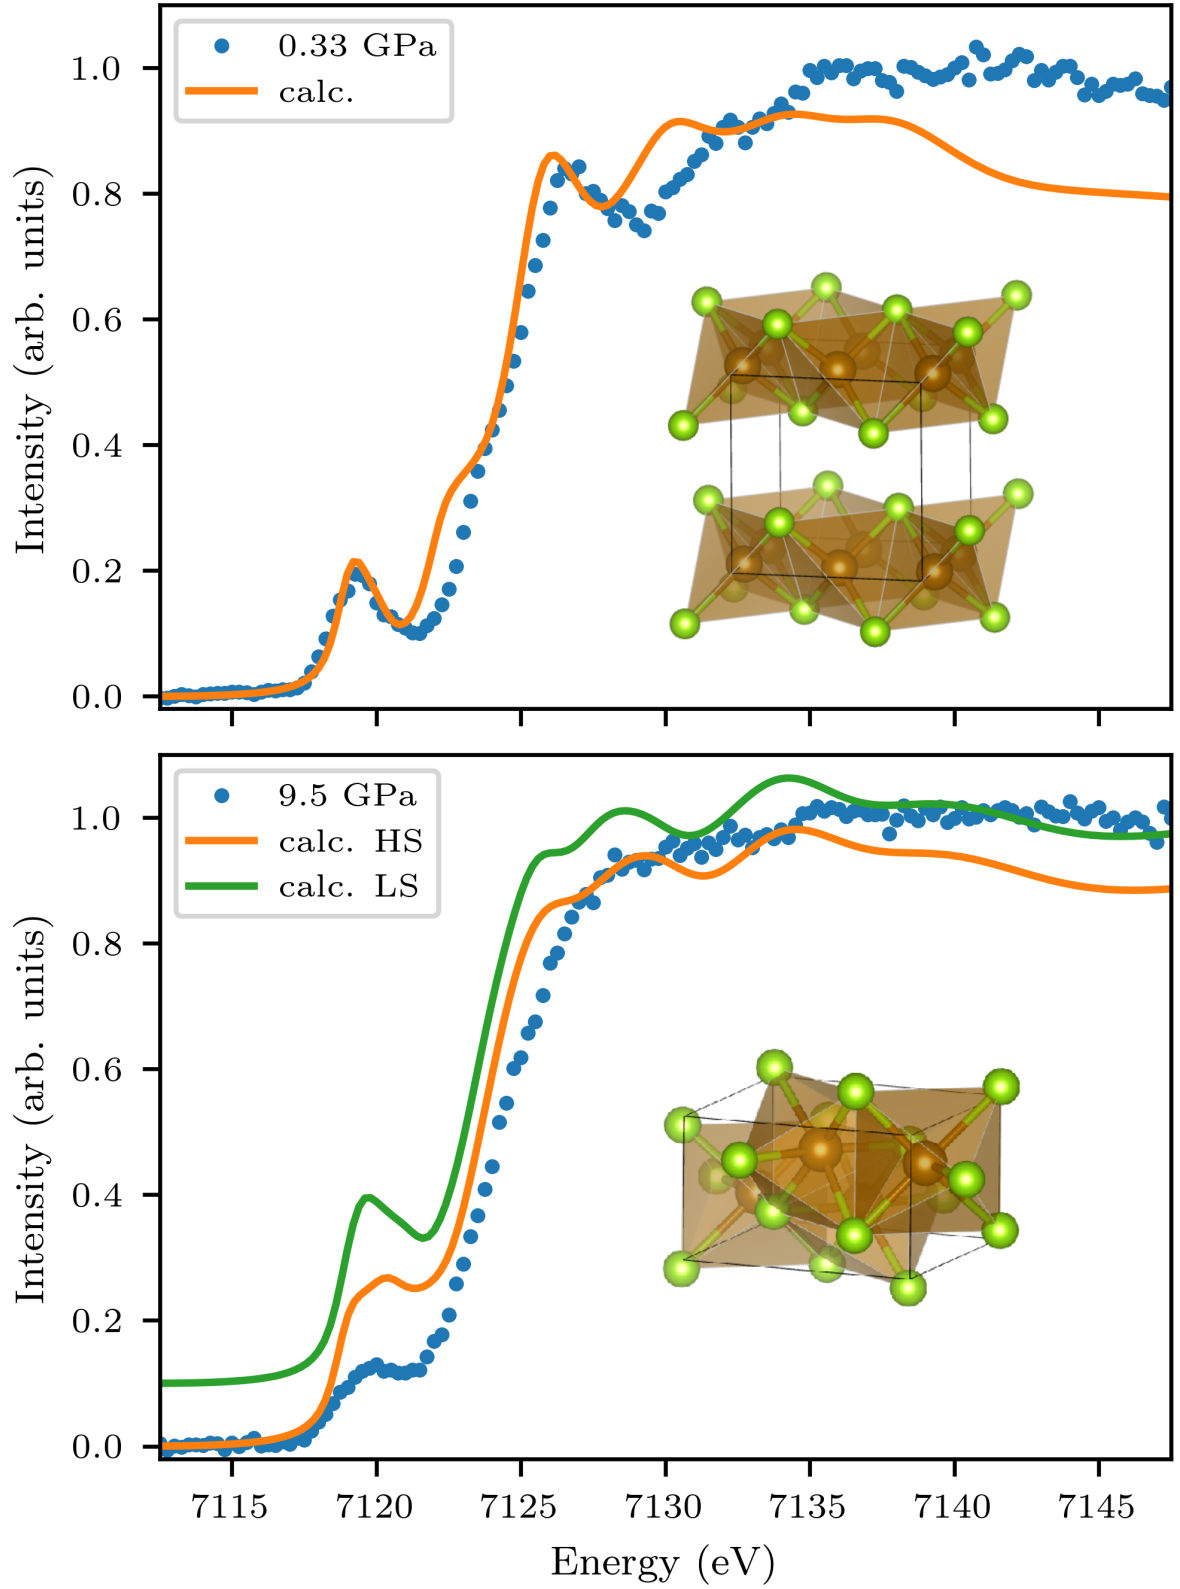 0.33 GPa
calc.
1.0
0.8
0.6
0.4
0.2
0.0
Intensity (arb. units)
9.5 GPa
calc. HS
calc. LS
1.0
0.8
0.6
0.4
0.2
0.0
Intensity (arb. units)
7115 7120 7125 7130 7135 7140 7145
Energy (eV)